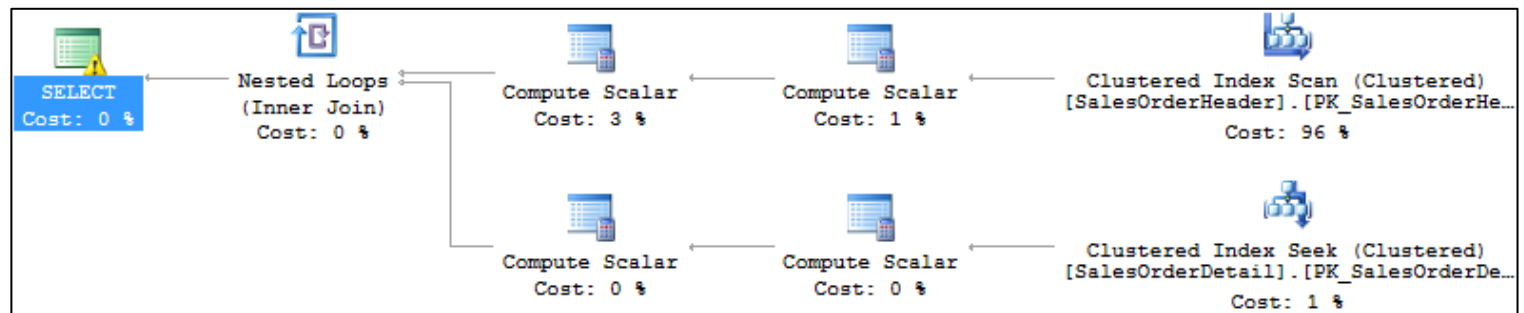 SELECT
Cost: 0 %
Nested Loops
(Inner Join)
Cost: 0 %
Compute Scalar
Cost: 3 %
Compute Scalar
Cost: 1 %
Clustered Index Scan (Clustered)
[SalesOrderHeader].[PK_SalesOrderHe…
Cost: 96 %
Compute Scalar
Cost: 0 %
Compute Scalar
Cost: 0 %
Clustered Index Seek (Clustered)
[SalesOrderDetail].[PK_SalesOrderDe…
Cost: 1 %